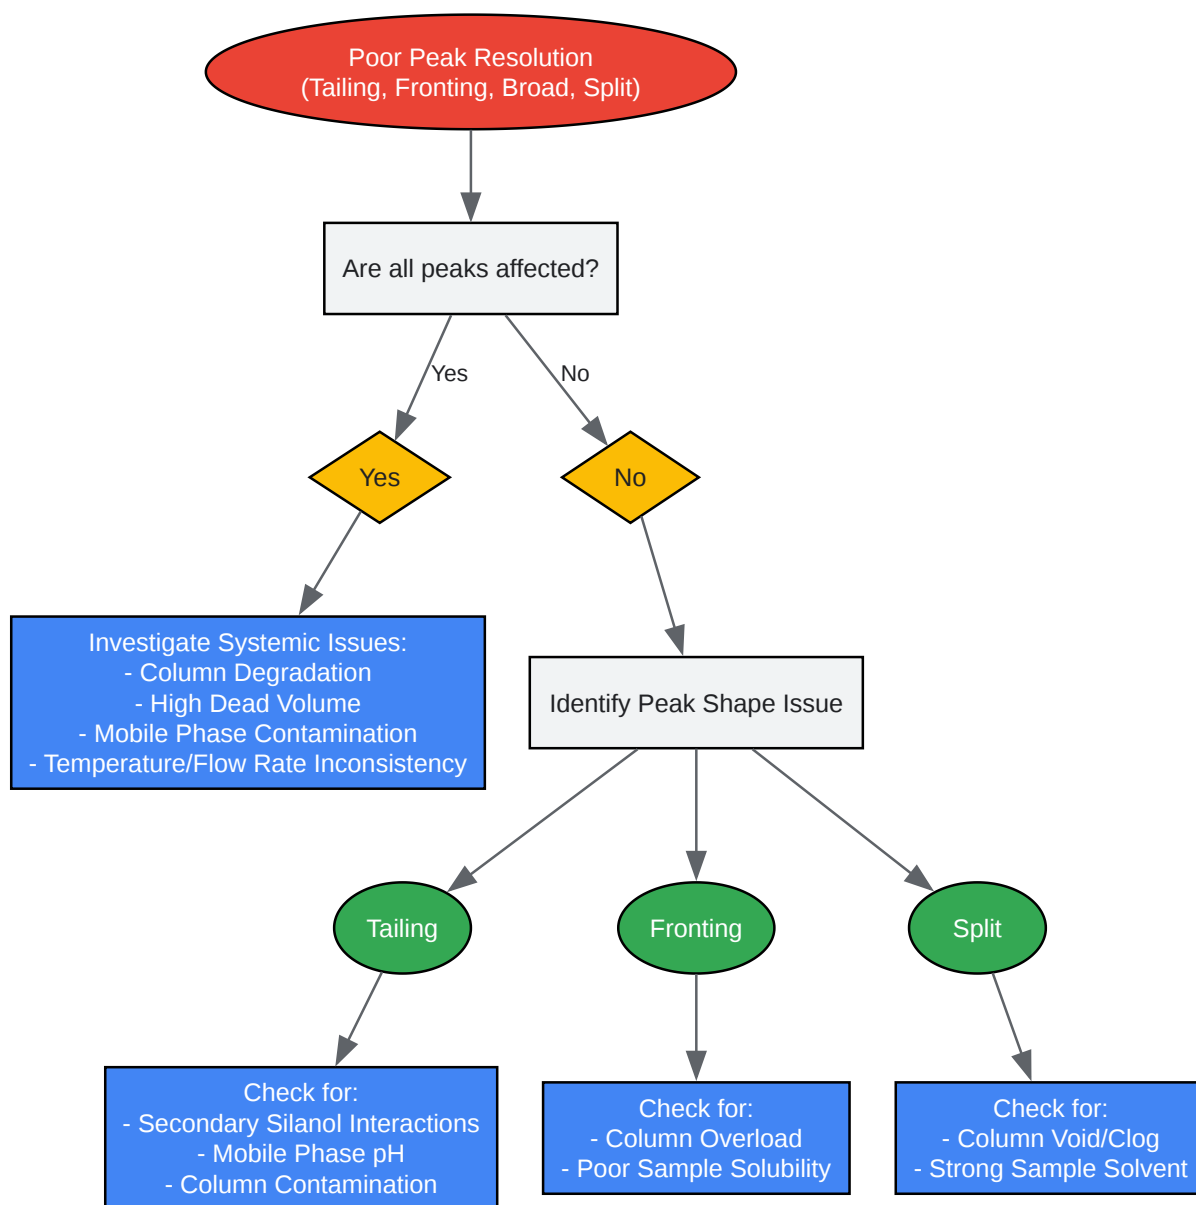 Poor Peak Resolution
(Tailing, Fronting, Broad, Split)
Are all peaks affected?
Yes
No
Yes
No
Investigate Systemic Issues:
- Column Degradation
- High Dead Volume
- Mobile Phase Contamination
- Temperature/Flow Rate Inconsistency
Identify Peak Shape Issue
Tailing
Fronting
Split
Check for:
- Secondary Silanol Interactions
- Mobile Phase pH
- Column Contamination
Check for:
- Column Overload
- Poor Sample Solubility
Check for:
- Column Void/Clog
- Strong Sample Solvent